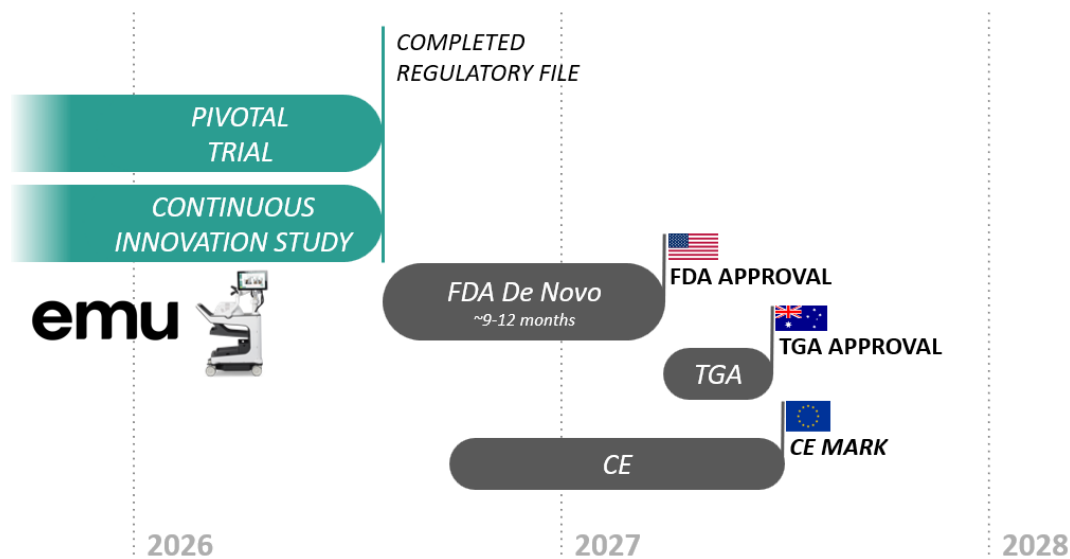 COMPLETED
REGULATORY FILE
PIVOTAL
TRIAL
CONTINUOUS
INNOVATION STUDY
emu
FDA De Novo
~9-12 months
FDA APPROVAL
TGA APPROVAL
TGA
CE MARK
CE
2026
2027
2028